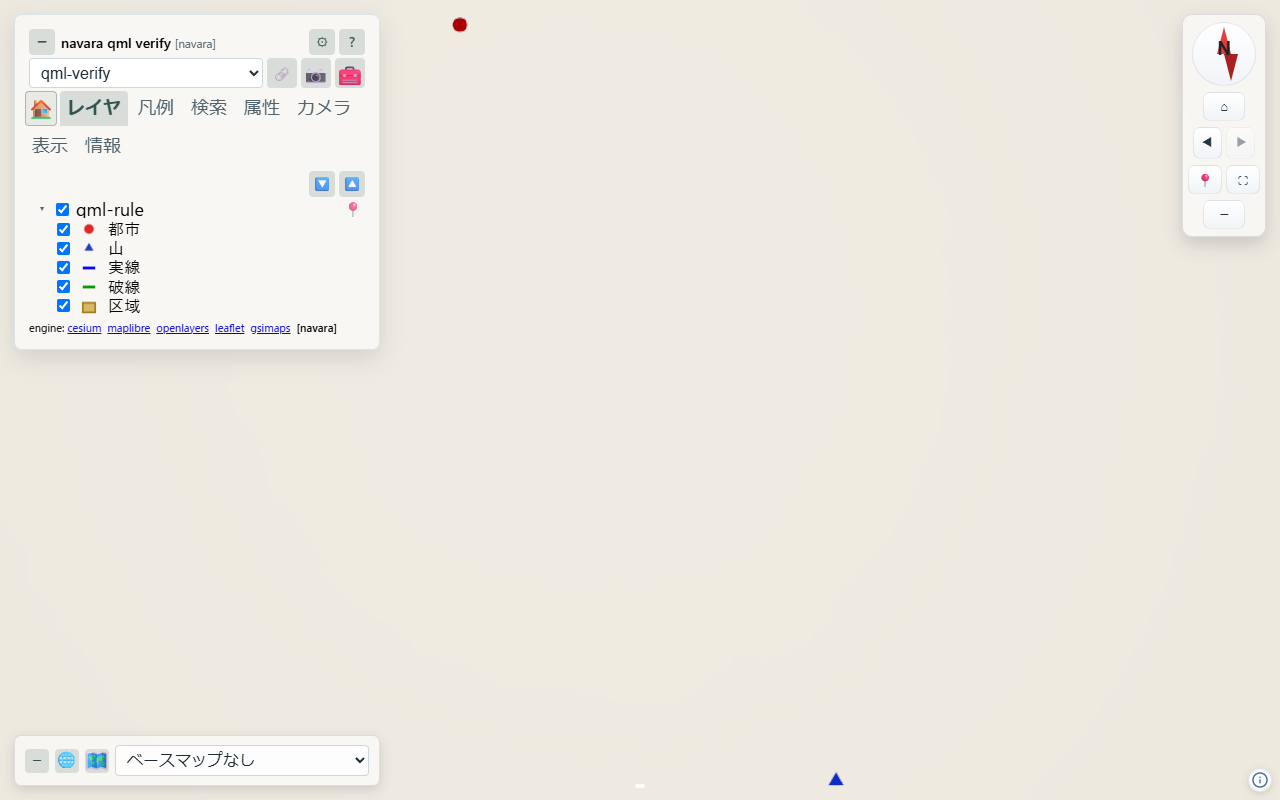 − navara qml verify [navara] ⚙ ?
qml-verify
レイヤ 凡例 検索 属性 カメラ
表示 情報
qml-rule
都市
山
実線
破線
区域
engine: cesium maplibre openlayers leaflet gsimaps [navara]
N
− ベースマップなし